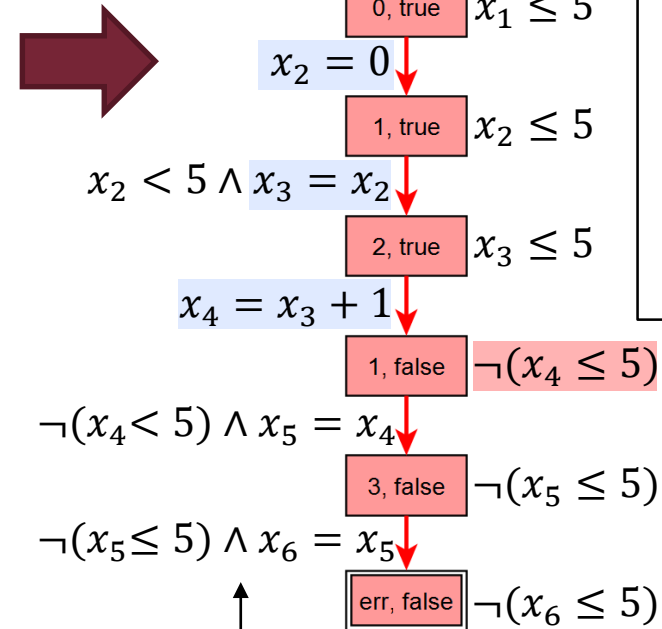 0, true x₁ ≤ 5
x₂ = 0
1, true x₂ ≤ 5
x₂ < 5 ∧ x₃ = x₂
2, true x₃ ≤ 5
x₄ = x₃ + 1
1, false ¬(x₄ ≤ 5)
¬(x₄< 5) ∧ x₅ = x₄
3, false ¬(x₅ ≤ 5)
¬(x₅≤ 5) ∧ x₆ = x₅
err, false ¬(x₆ ≤ 5)